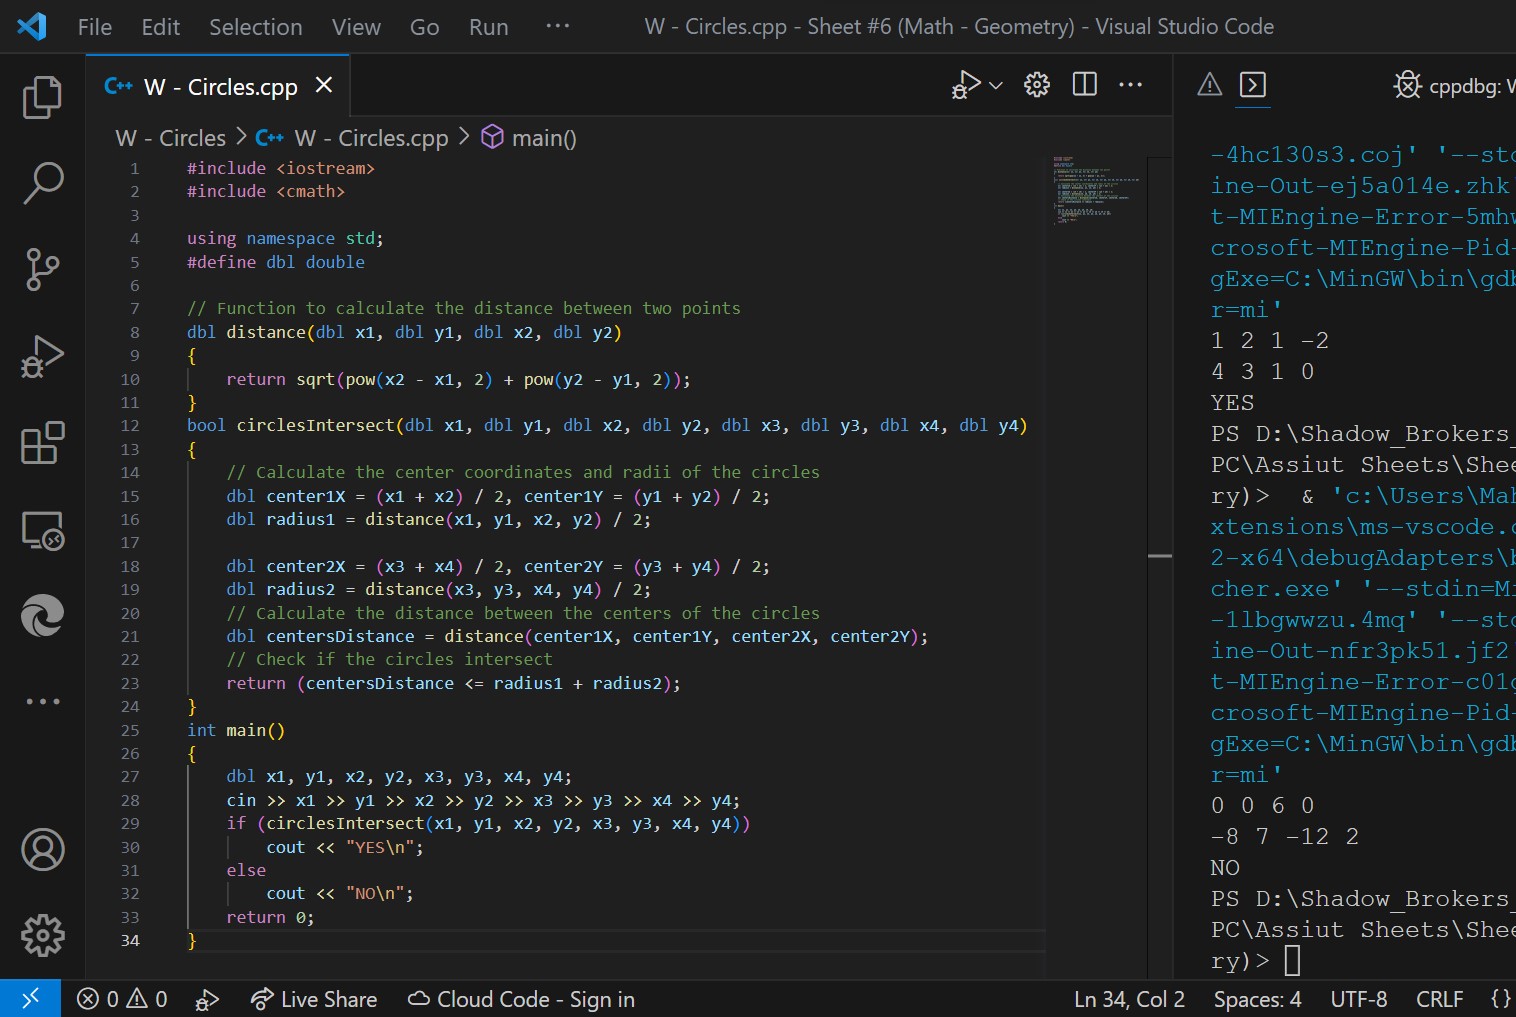 File Edit Selection View Go Run ··· W - Circles.cpp - Sheet #6 (Math - Geometry) - Visual Studio Code
C++ W - Circles.cpp ×
cppdbg: W
W - Circles > C++ W - Circles.cpp > main()
1 #include <iostream>
2 #include <cmath>
3
4 using namespace std;
5 #define dbl double
6
7 // Function to calculate the distance between two points
8 dbl distance(dbl x1, dbl y1, dbl x2, dbl y2)
9 {
10 return sqrt(pow(x2 - x1, 2) + pow(y2 - y1, 2));
11 }
12 bool circlesIntersect(dbl x1, dbl y1, dbl x2, dbl y2, dbl x3, dbl y3, dbl x4, dbl y4)
13 {
14 // Calculate the center coordinates and radii of the circles
15 dbl center1X = (x1 + x2) / 2, center1Y = (y1 + y2) / 2;
16 dbl radius1 = distance(x1, y1, x2, y2) / 2;
17
18 dbl center2X = (x3 + x4) / 2, center2Y = (y3 + y4) / 2;
19 dbl radius2 = distance(x3, y3, x4, y4) / 2;
20 // Calculate the distance between the centers of the circles
21 dbl centersDistance = distance(center1X, center1Y, center2X, center2Y);
22 // Check if the circles intersect
23 return (centersDistance <= radius1 + radius2);
24 }
25 int main()
26 {
27 dbl x1, y1, x2, y2, x3, y3, x4, y4;
28 cin >> x1 >> y1 >> x2 >> y2 >> x3 >> y3 >> x4 >> y4;
29 if (circlesIntersect(x1, y1, x2, y2, x3, y3, x4, y4))
30 cout << "YES\n";
31 else
32 cout << "NO\n";
33 return 0;
34 }
-4hc130s3.coj' '--std
ine-Out-ej5a014e.zhk'
t-MIEngine-Error-5mhw
crosoft-MIEngine-Pid-
gExe=C:\MinGW\bin\gdb
r=mi'
1 2 1 -2
4 3 1 0
YES
PS D:\Shadow_Brokers_
PC\Assiut Sheets\Shee
ry)> & 'c:\Users\Mah
xtensions\ms-vscode.c
2-x64\debugAdapters\b
cher.exe' '--stdin=Mi
-1lbgwwzu.4mq' '--std
ine-Out-nfr3pk51.jf2'
t-MIEngine-Error-c01g
crosoft-MIEngine-Pid-
gExe=C:\MinGW\bin\gdb
r=mi'
0 0 6 0
-8 7 -12 2
NO
PS D:\Shadow_Brokers_
PC\Assiut Sheets\Shee
ry)>
0 0 Live Share Cloud Code - Sign in Ln 34, Col 2 Spaces: 4 UTF-8 CRLF {}